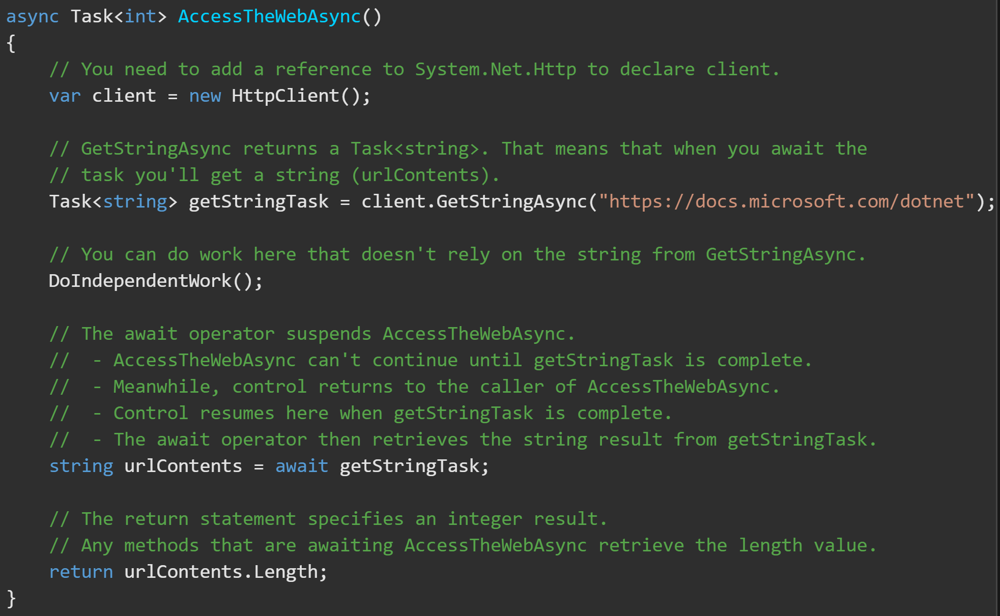 async Task<int> AccessTheWebAsync()
{
    // You need to add a reference to System.Net.Http to declare client.
    var client = new HttpClient();

    // GetStringAsync returns a Task<string>. That means that when you await the
    // task you'll get a string (urlContents).
    Task<string> getStringTask = client.GetStringAsync("https://docs.microsoft.com/dotnet");

    // You can do work here that doesn't rely on the string from GetStringAsync.
    DoIndependentWork();

    // The await operator suspends AccessTheWebAsync.
    //  - AccessTheWebAsync can't continue until getStringTask is complete.
    //  - Meanwhile, control returns to the caller of AccessTheWebAsync.
    //  - Control resumes here when getStringTask is complete.
    //  - The await operator then retrieves the string result from getStringTask.
    string urlContents = await getStringTask;

    // The return statement specifies an integer result.
    // Any methods that are awaiting AccessTheWebAsync retrieve the length value.
    return urlContents.Length;
}